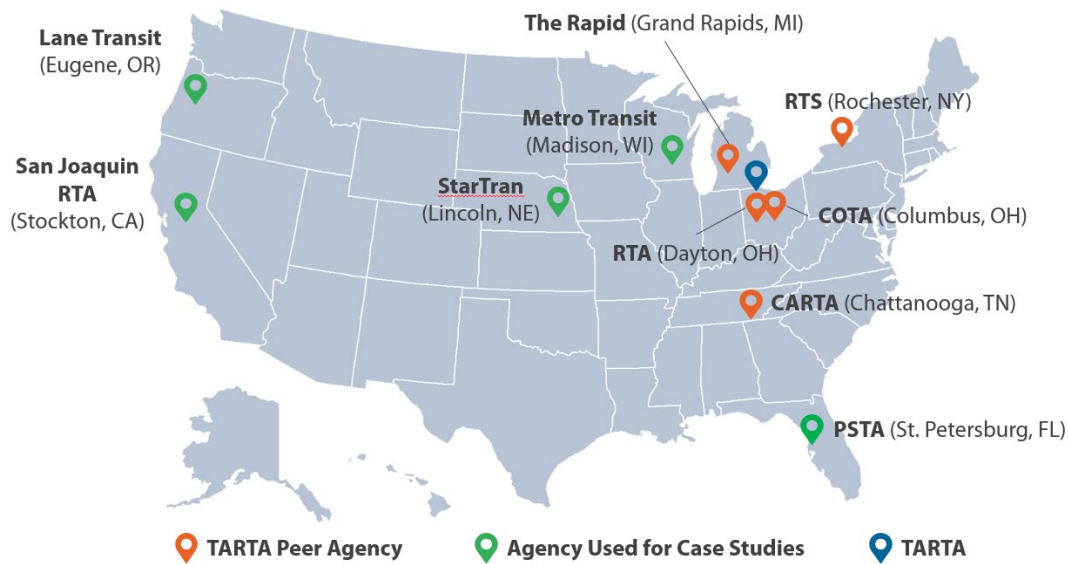 The Rapid (Grand Rapids, MI)
Lane Transit
(Eugene, OR)
RTS (Rochester, NY)
Metro Transit
(Madison, WI)
San Joaquin
RTA
(Stockton, CA)
StarTran
(Lincoln, NE)
COTA (Columbus, OH)
RTA (Dayton, OH)
CARTA (Chattanooga, TN)
PSTA (St. Petersburg, FL)
TARTA Peer Agency
Agency Used for Case Studies
TARTA